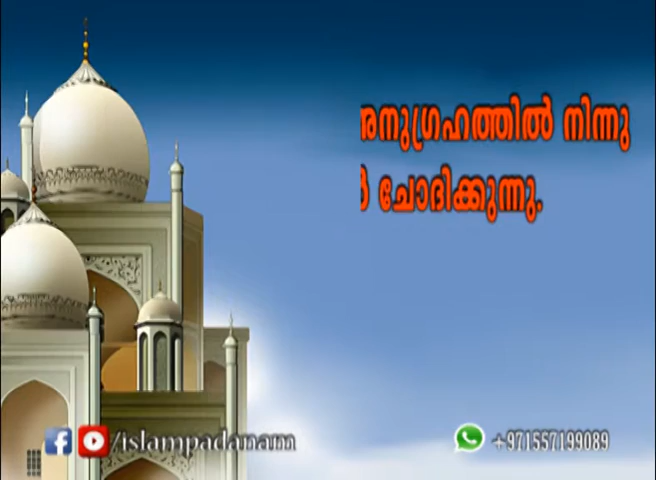 അനുഗ്രഹത്തിൽ നിന്നു
ചോദിക്കുന്നു.
/islampadanam
+971557199089